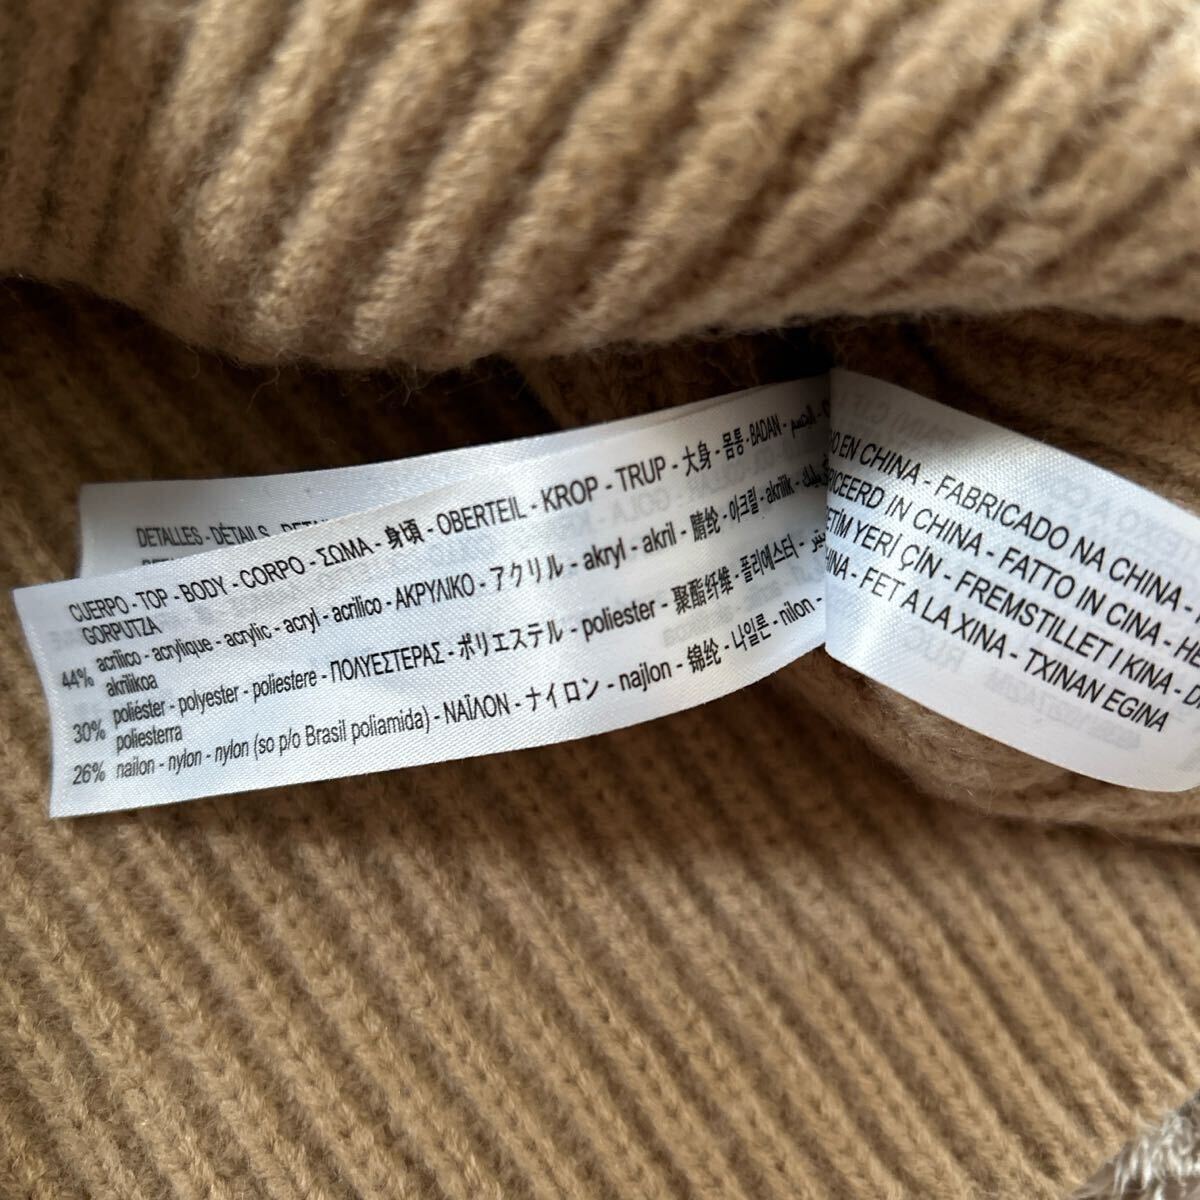 DETALLES - DÉTAILS
CUERPO - TOP - BODY - CORPO - ΣΩΜΑ - 身頃 - OBERTEIL - KROP - TRUP - 大身 - 몸통 - BADAN -
GORPUTZA
44% acrílico - acrylique - acrylic - acryl - acrilico - ΑΚΡΥΛΙΚΟ - アクリル - akryl - akril - 腈纶 - 아크릴 - akrilik -
akrilikoa
30% poliéster - polyester - poliestere - ΠΟΛΥΕΣΤΕΡΑΣ - ポリエステル - poliester - 聚酯纤维 - 폴리에스터 -
poliesterra
26% nailon - nylon - nylon (so p/o Brasil poliamida) - ΝΑΪΛΟΝ - ナイロン - najlon - 锦纶 - 나일론 - nilon -
EN CHINA - FABRICADO NA CHINA -
IN CHINA - FATTO IN CINA -
YERİ ÇİN - FREMSTILLET I KINA -
- FET A LA XINA - TXINAN EGINA